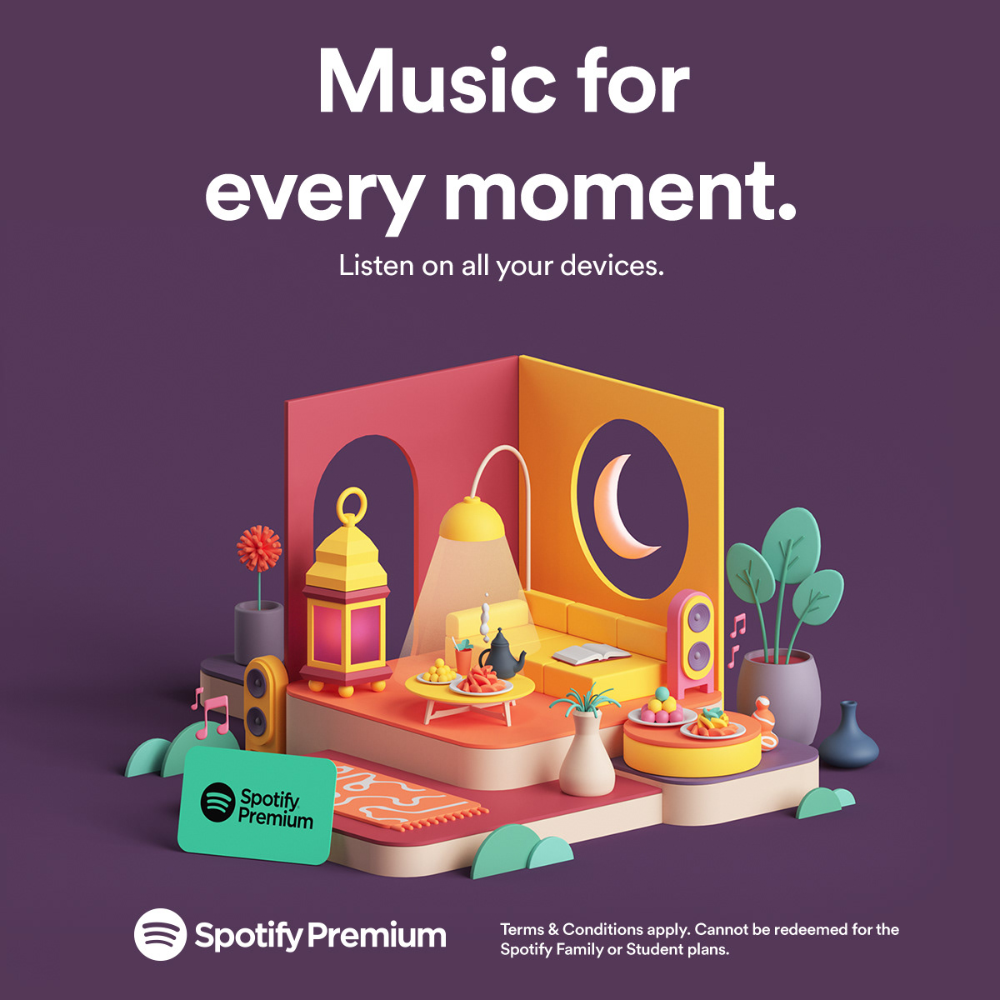 Music for
every moment.
Listen on all your devices.
Spotify
Premium
Spotify Premium
Terms & Conditions apply. Cannot be redeemed for the
Spotify Family or Student plans.